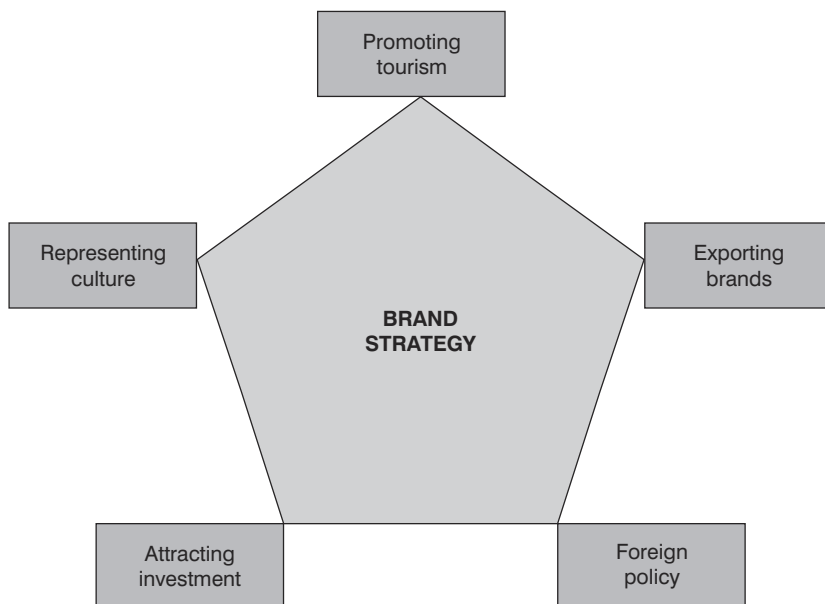 Promoting
tourism
Representing
culture
Exporting
brands
BRAND
STRATEGY
Attracting
investment
Foreign
policy